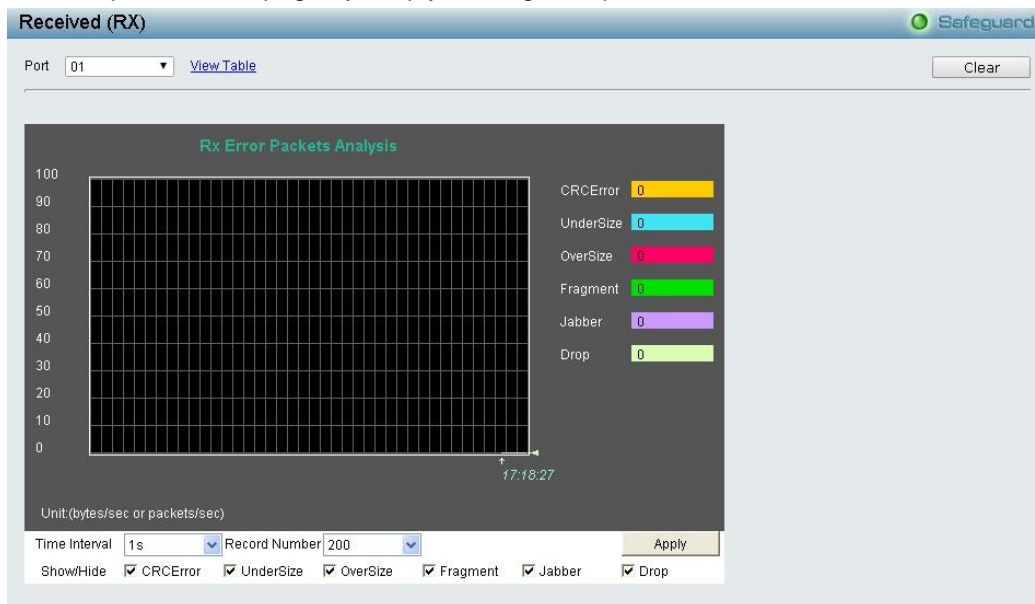 Received (RX)
Safeguard
Port 01 View Table
Clear
Rx Error Packets Analysis
100
90
80
70
60
50
40
30
20
10
0
CRCError 0
UnderSize 0
OverSize 0
Fragment 0
Jabber 0
Drop 0
17:18:27
Unit:(bytes/sec or packets/sec)
Time Interval 1s Record Number 200 Apply
Show/Hide CRCError UnderSize OverSize Fragment Jabber Drop